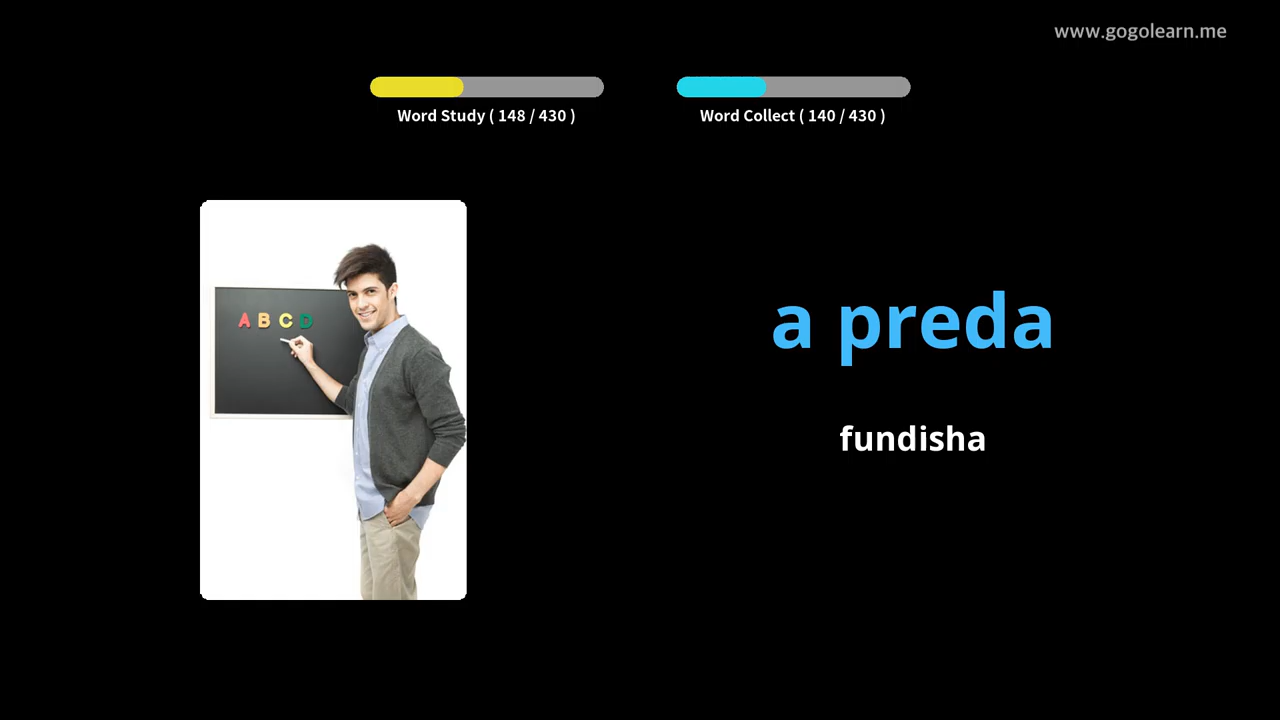 www.gogolearn.me
Word Study ( 148 / 430 )
Word Collect ( 140 / 430 )
A B C D
a preda
fundisha